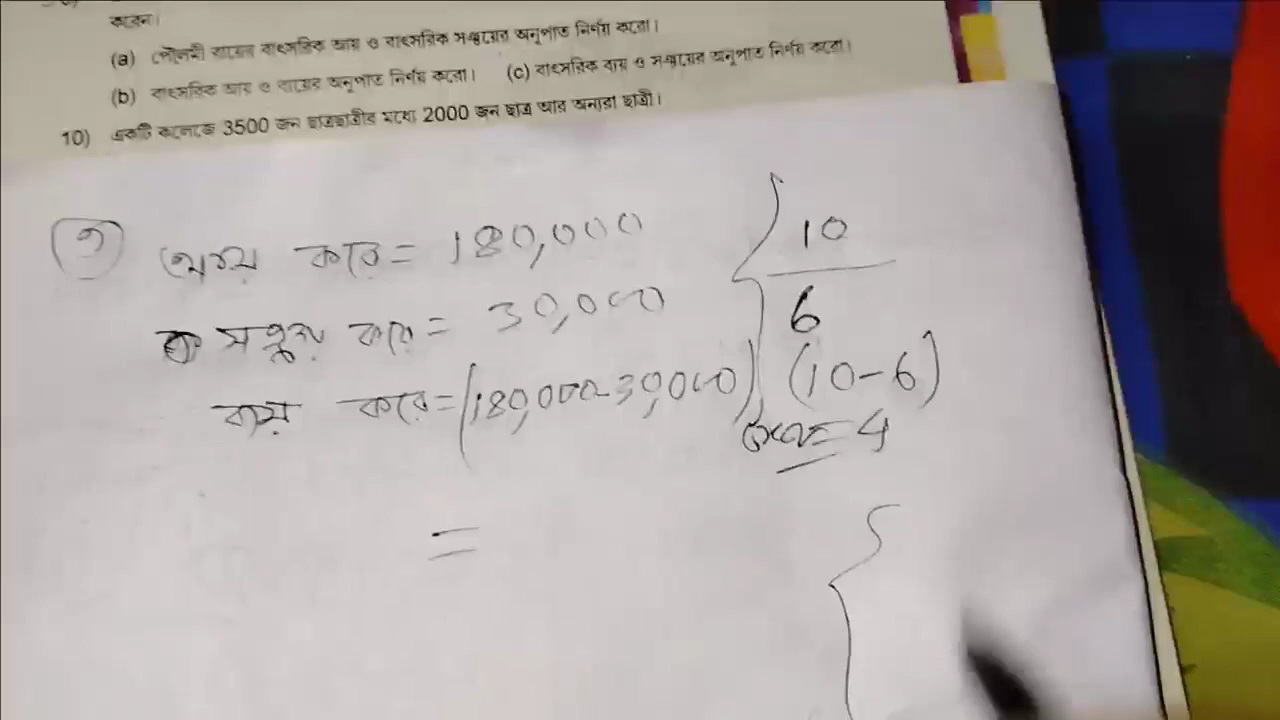 করেন।
(a) পৌলমী রায়ের বাৎসরিক আয় ও বাৎসরিক সঞ্চয়ের অনুপাত নির্ণয় করো।
(b) বাৎসরিক আয় ও ব্যয়ের অনুপাত নির্ণয় করো। (c) বাৎসরিক ব্যয় ও সঞ্চয়ের অনুপাত নির্ণয় করো।
10) একটি কলেজে 3500 জন ছাত্রছাত্রীর মধ্যে 2000 জন ছাত্র আর অন্যরা ছাত্রী।
আয় করে = 180,000
সঞ্চয় করে = 30,000
ব্যয় করে = (180,000-30,000)
=
10
6
(10-6)
= 4